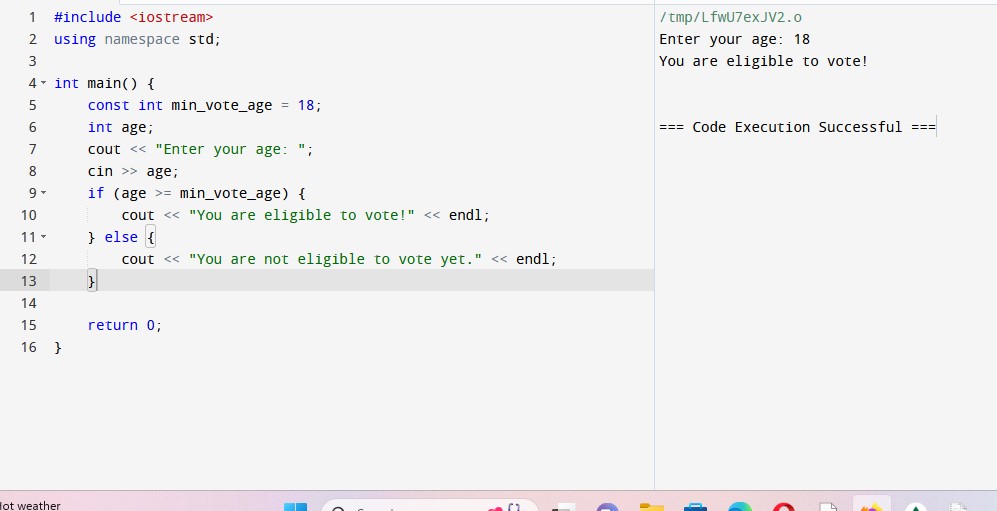 1 #include <iostream>
2 using namespace std;
3
4 int main() {
5 const int min_vote_age = 18;
6 int age;
7 cout << "Enter your age: ";
8 cin >> age;
9 if (age >= min_vote_age) {
10 cout << "You are eligible to vote!" << endl;
11 } else {
12 cout << "You are not eligible to vote yet." << endl;
13 }
14
15 return 0;
16 }
/tmp/LfwU7exJV2.o
Enter your age: 18
You are eligible to vote!
=== Code Execution Successful ===
ot weather